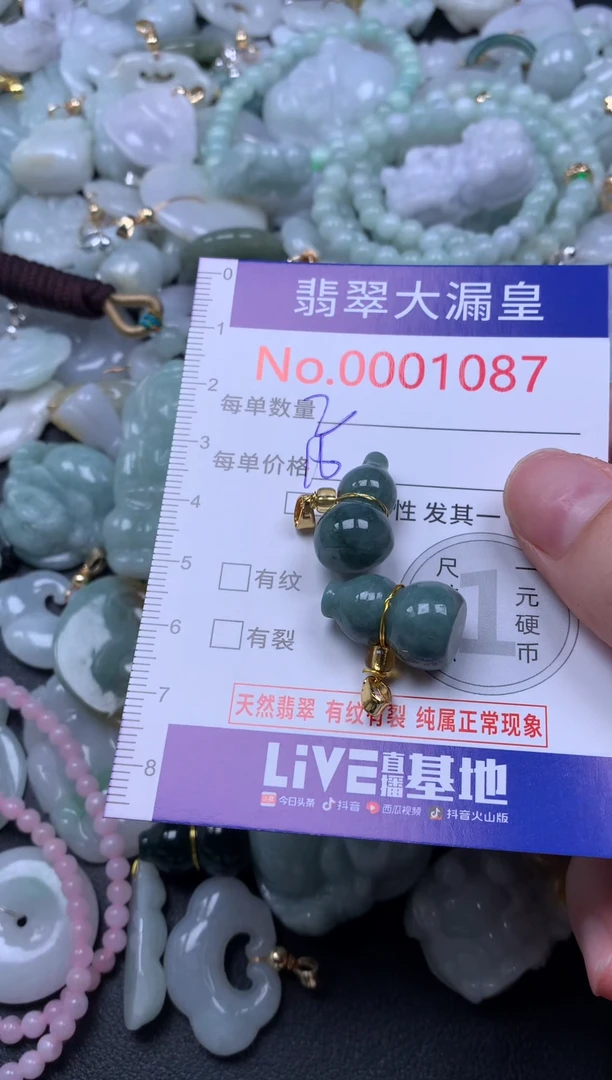 0
翡翠大漏皇
1
No.0001087
2
每单数量
3
每单价格
4
性 发其一
5
有纹
尺
一元硬币
1
6
有裂
7
天然翡翠 有纹有裂 纯属正常现象
8
LiVE直播基地
今日头条 抖音 西瓜视频 抖音火山版